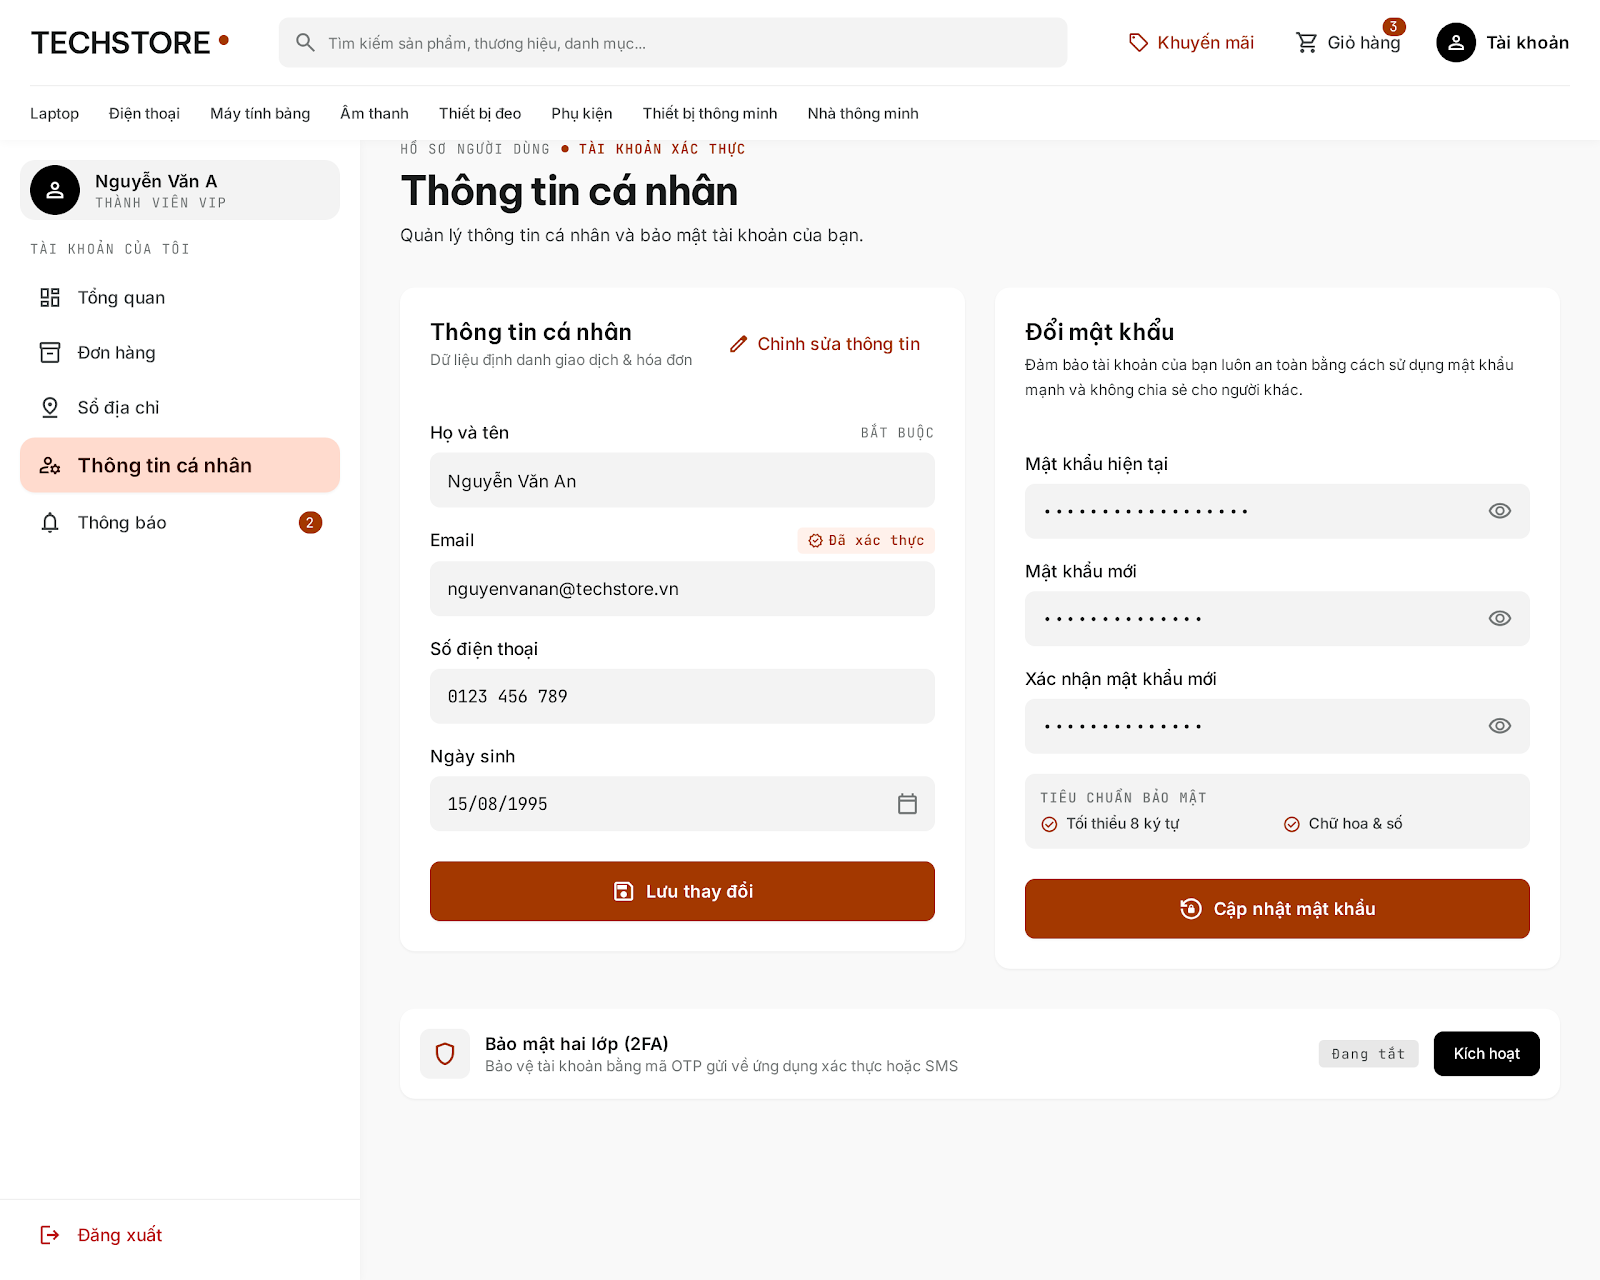 TECHSTORE
Tìm kiếm sản phẩm, thương hiệu, danh mục...
Khuyến mãi
3
Giỏ hàng
Tài khoản
Laptop
Điện thoại
Máy tính bảng
Âm thanh
Thiết bị đeo
Phụ kiện
Thiết bị thông minh
Nhà thông minh
Nguyễn Văn A
THÀNH VIÊN VIP
TÀI KHOẢN CỦA TÔI
Tổng quan
Đơn hàng
Sổ địa chỉ
Thông tin cá nhân
Thông báo
2
Đăng xuất
HỒ SƠ NGƯỜI DÙNG • TÀI KHOẢN XÁC THỰC
Thông tin cá nhân
Quản lý thông tin cá nhân và bảo mật tài khoản của bạn.
Thông tin cá nhân
Dữ liệu định danh giao dịch & hóa đơn
Chỉnh sửa thông tin
Họ và tên
BẮT BUỘC
Nguyễn Văn An
Email
Đã xác thực
nguyenvanan@techstore.vn
Số điện thoại
0123 456 789
Ngày sinh
15/08/1995
Lưu thay đổi
Đổi mật khẩu
Đảm bảo tài khoản của bạn luôn an toàn bằng cách sử dụng mật khẩu
mạnh và không chia sẻ cho người khác.
Mật khẩu hiện tại
••••••••••••••••••
Mật khẩu mới
••••••••••••••
Xác nhận mật khẩu mới
••••••••••••••
TIÊU CHUẨN BẢO MẬT
Tối thiểu 8 ký tự
Chữ hoa & số
Cập nhật mật khẩu
Bảo mật hai lớp (2FA)
Bảo vệ tài khoản bằng mã OTP gửi về ứng dụng xác thực hoặc SMS
Đang tắt
Kích hoạt